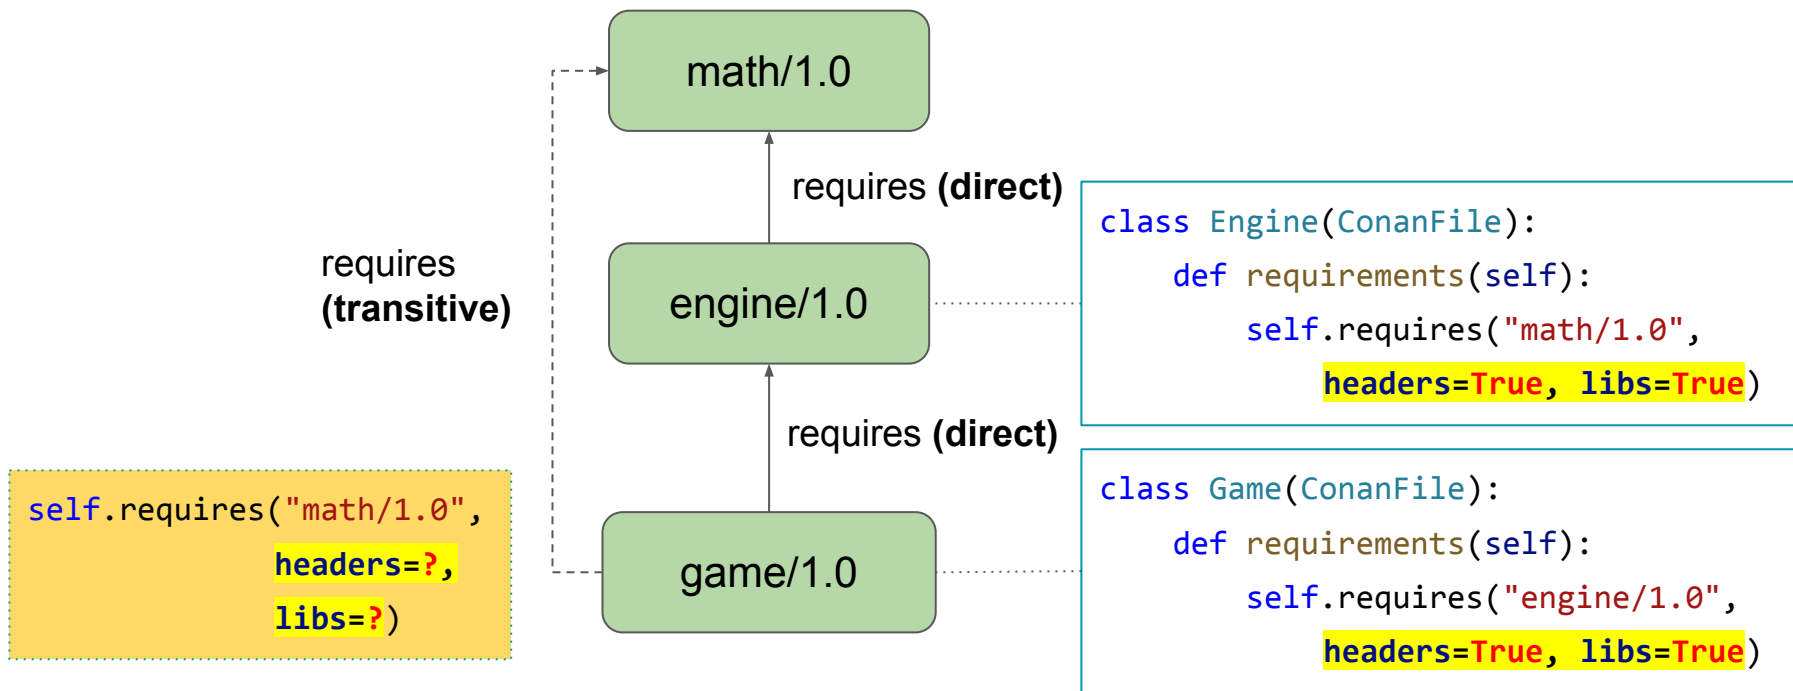 math/1.0
requires (direct)
requires
(transitive)
engine/1.0
class Engine(ConanFile):
def requirements(self):
self.requires("math/1.0",
headers=True, libs=True)
requires (direct)
self.requires("math/1.0",
headers=?,
libs=?)
game/1.0
class Game(ConanFile):
def requirements(self):
self.requires("engine/1.0",
headers=True, libs=True)